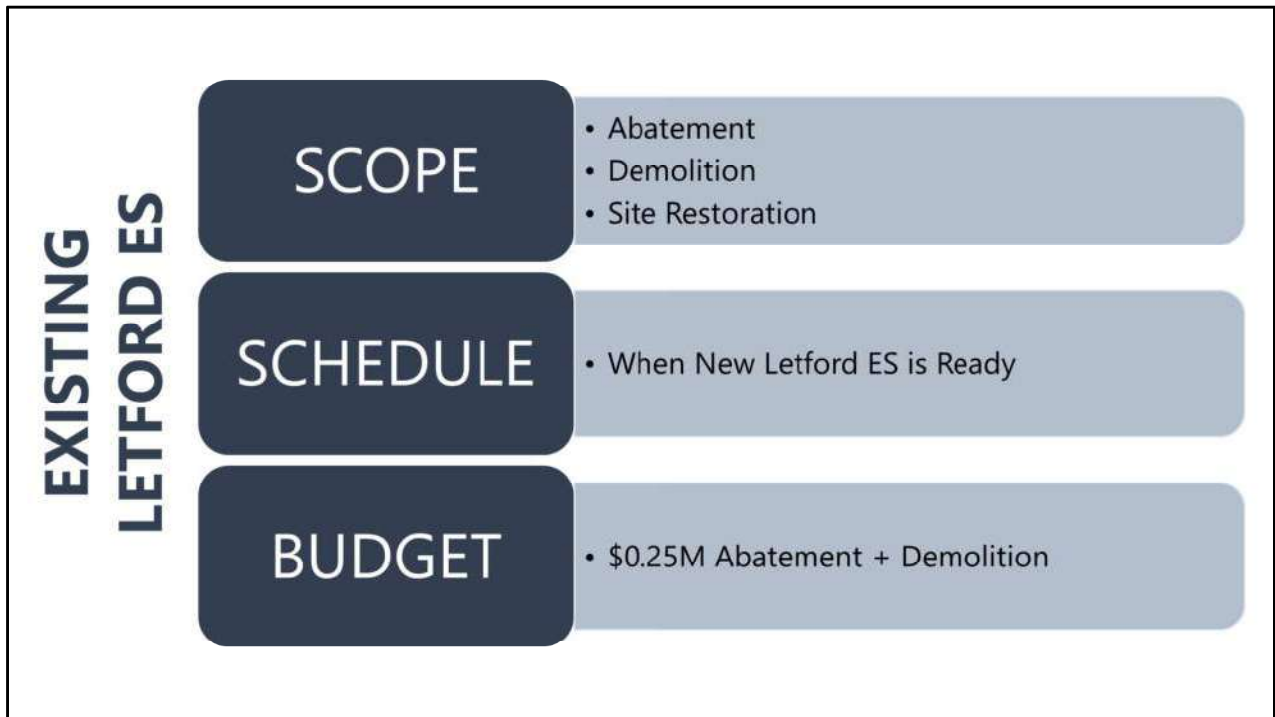 EXISTING
LETFORD ES
SCOPE
• Abatement
• Demolition
• Site Restoration
SCHEDULE
• When New Letford ES is Ready
BUDGET
• $0.25M Abatement + Demolition